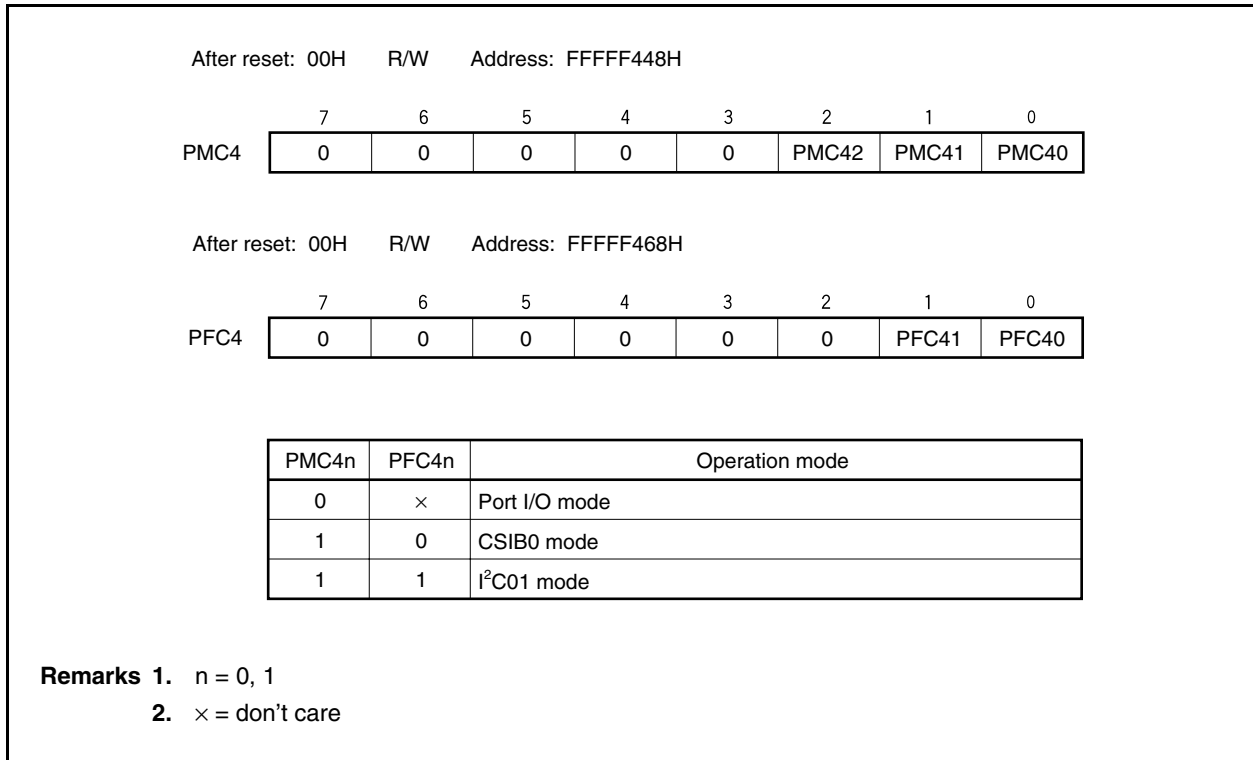 After reset: 00H R/W Address: FFFFF448H
7 6 5 4 3 2 1 0
PMC4 0 0 0 0 0 PMC42 PMC41 PMC40
After reset: 00H R/W Address: FFFFF468H
7 6 5 4 3 2 1 0
PFC4 0 0 0 0 0 0 PFC41 PFC40
PMC4n PFC4n Operation mode
0 × Port I/O mode
1 0 CSIB0 mode
1 1 I²C01 mode
Remarks 1. n = 0, 1
2. × = don't care